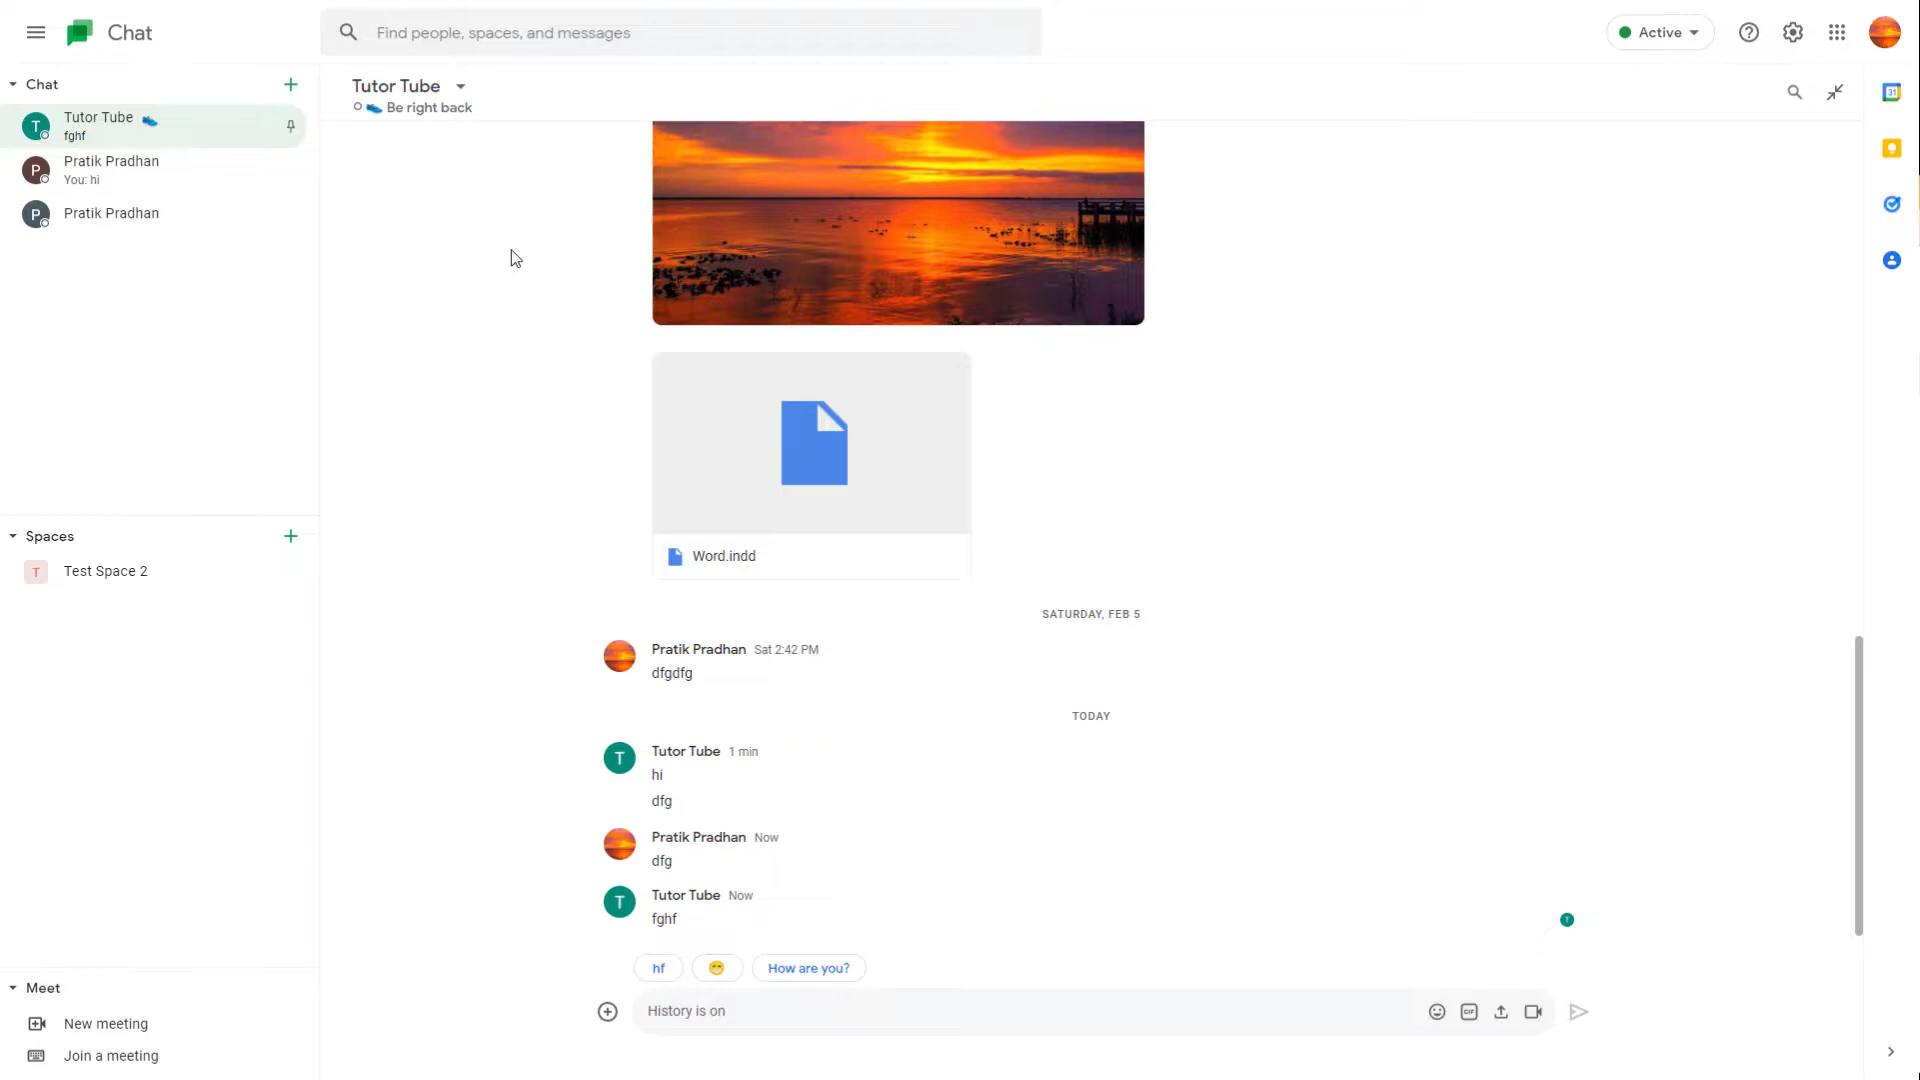 Chat
Find people, spaces, and messages
Active
Chat
T
Tutor Tube
fghf
P
Pratik Pradhan
You: hi
P
Pratik Pradhan
Spaces
T
Test Space 2
Meet
New meeting
Join a meeting
Tutor Tube
Be right back
Word.indd
SATURDAY, FEB 5
Pratik Pradhan Sat 2:42 PM
dfgdfg
TODAY
T
Tutor Tube 1 min
hi
dfg
Pratik Pradhan Now
dfg
T
Tutor Tube Now
fghf
T
hf
How are you?
History is on
GIF
31